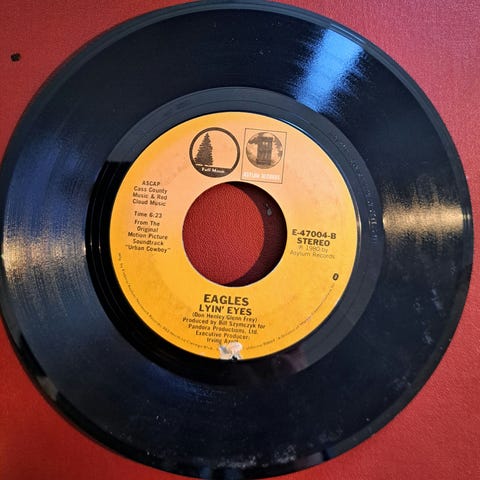 Full Moon
ASYLUM RECORDS
ASCAP
Cass County
Music & Red
Cloud Music
Time 6:23
From The
Original
Motion Picture
Soundtrack
"Urban Cowboy"
E-47004-B
STEREO
℗ 1980 by
Asylum Records
0
EAGLES
LYIN' EYES
(Don Henley Glenn Frey)
Produced by Bill Szymczyk for
Pandora Productions, Ltd.
Executive Producer:
Irving